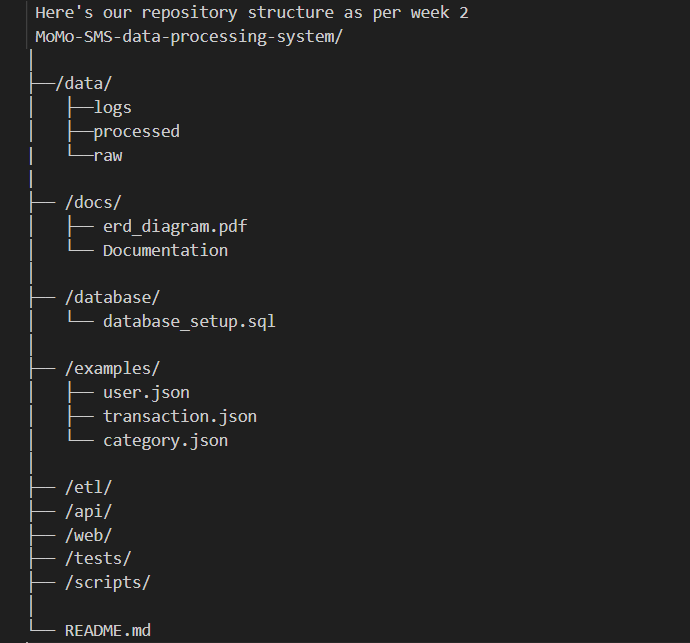 Here's our repository structure as per week 2
MoMo-SMS-data-processing-system/
│
├──/data/
│   ├──logs
│   ├──processed
│   └──raw
│
├── /docs/
│   ├── erd_diagram.pdf
│   └── Documentation
│
├── /database/
│   └── database_setup.sql
│
├── /examples/
│   ├── user.json
│   ├── transaction.json
│   └── category.json
│
├── /etl/
├── /api/
├── /web/
├── /tests/
├── /scripts/
│
└── README.md